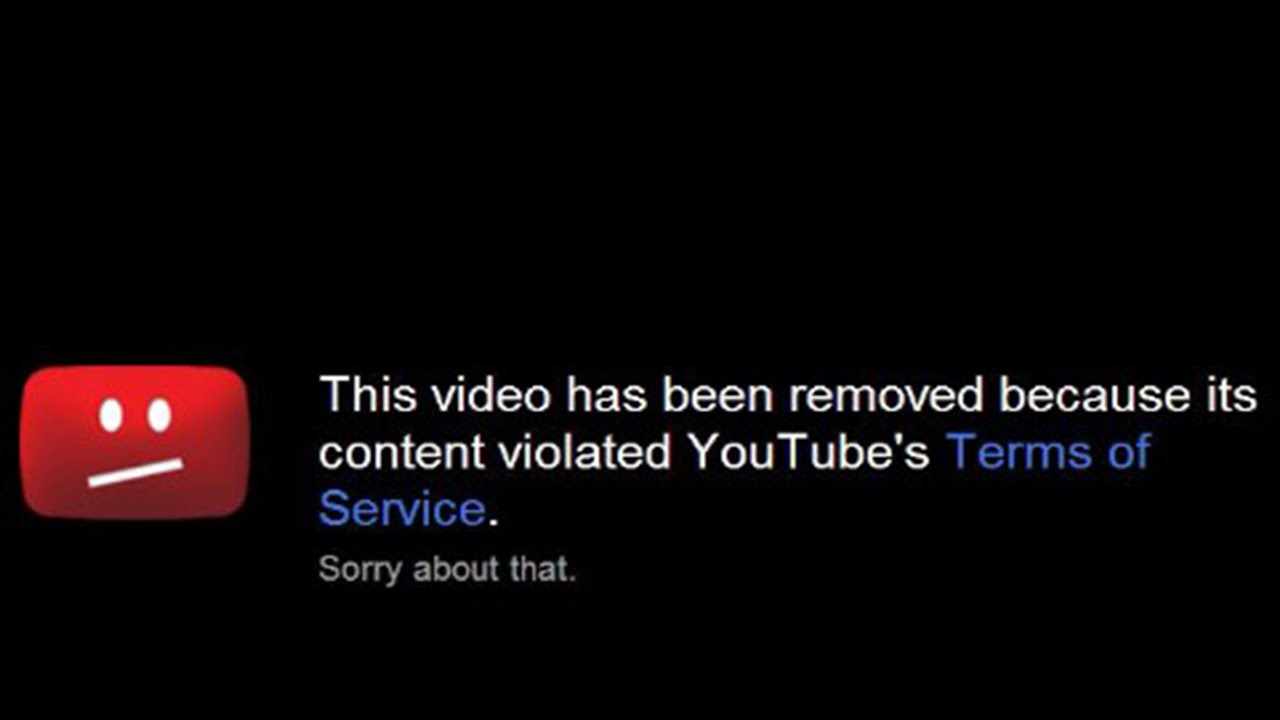 This video has been removed because its
content violated YouTube's Terms of
Service.
Sorry about that.